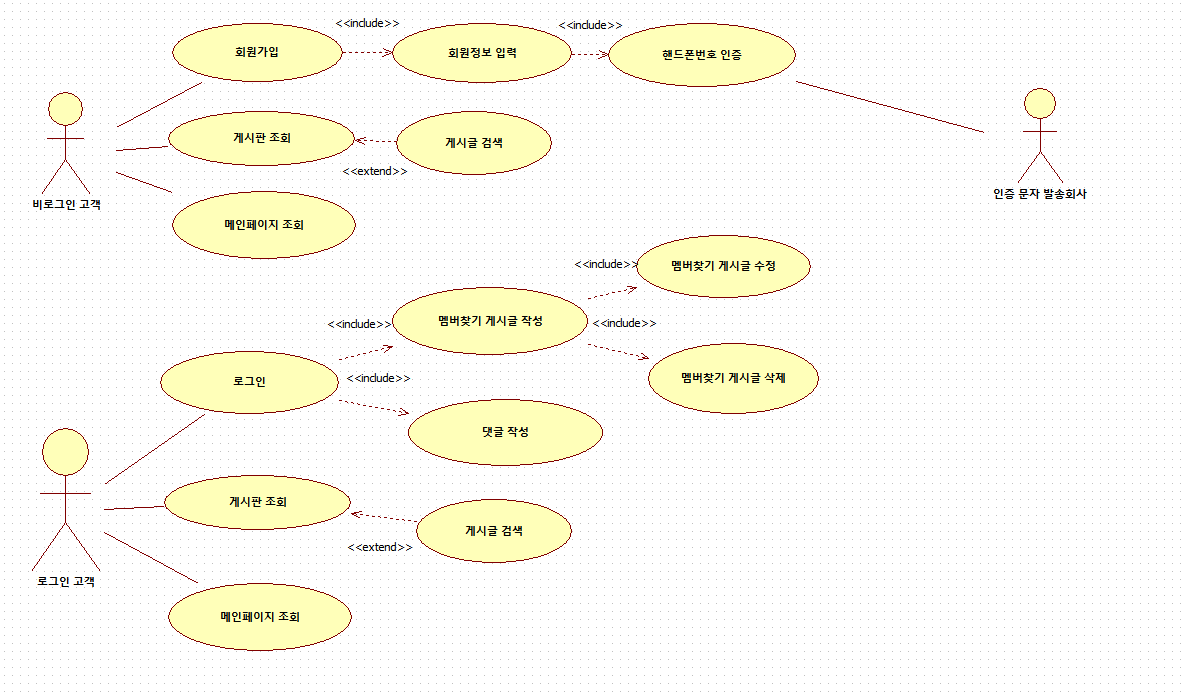 <<include>>
<<include>>
회원가입
회원정보 입력
핸드폰번호 인증
게시판 조회
게시글 검색
<<extend>>
비로그인 고객
인증 문자 발송회사
메인페이지 조회
<<include>>
멤버찾기 게시글 수정
<<include>>
멤버찾기 게시글 작성
<<include>>
로그인
<<include>>
멤버찾기 게시글 삭제
댓글 작성
게시판 조회
게시글 검색
<<extend>>
로그인 고객
메인페이지 조회